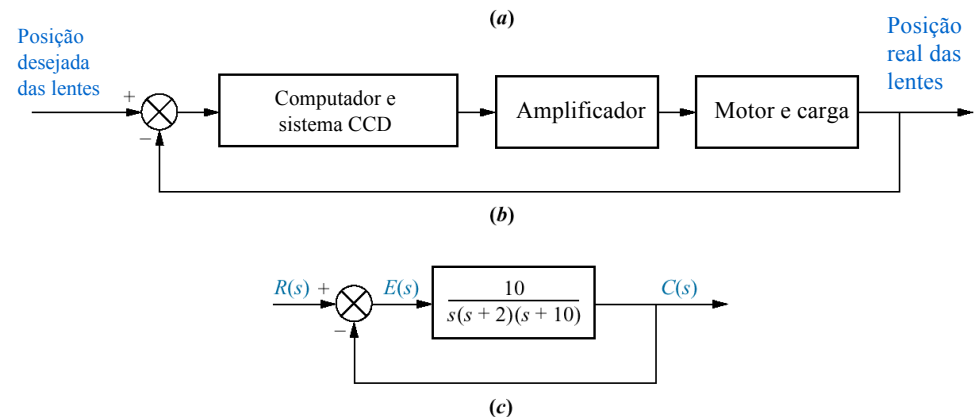 (a)
Posição
desejada
das lentes
+
−
Computador e
sistema CCD
Amplificador
Motor e carga
Posição
real das
lentes
(b)
R(s)
+
−
E(s)
10
s(s + 2)(s + 10)
C(s)
(c)